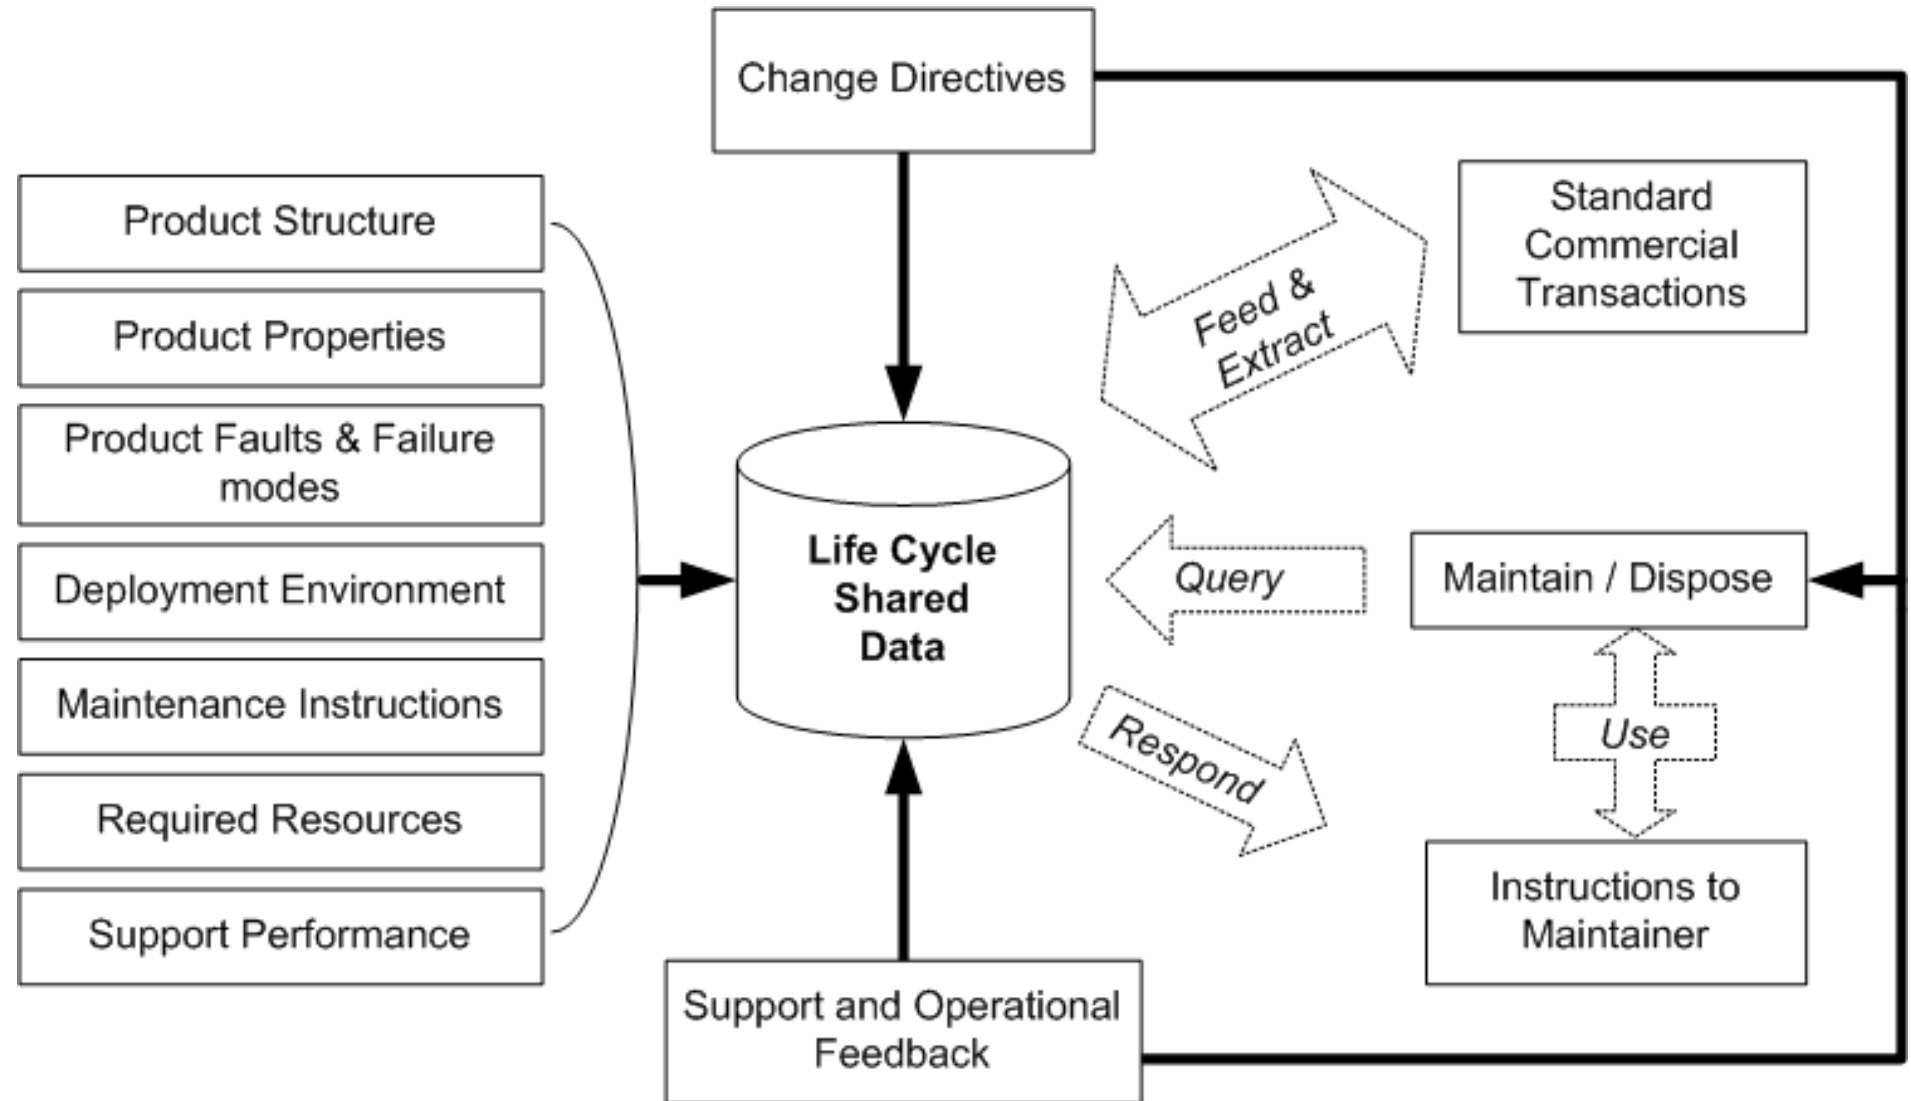 Change Directives
Standard
Commercial
Transactions
Product Structure
Product Properties
Product Faults & Failure
modes
Deployment Environment
Maintenance Instructions
Required Resources
Support Performance
Feed &
Extract
Life Cycle
Shared
Data
Query
Maintain / Dispose
Respond
Use
Instructions to
Maintainer
Support and Operational
Feedback